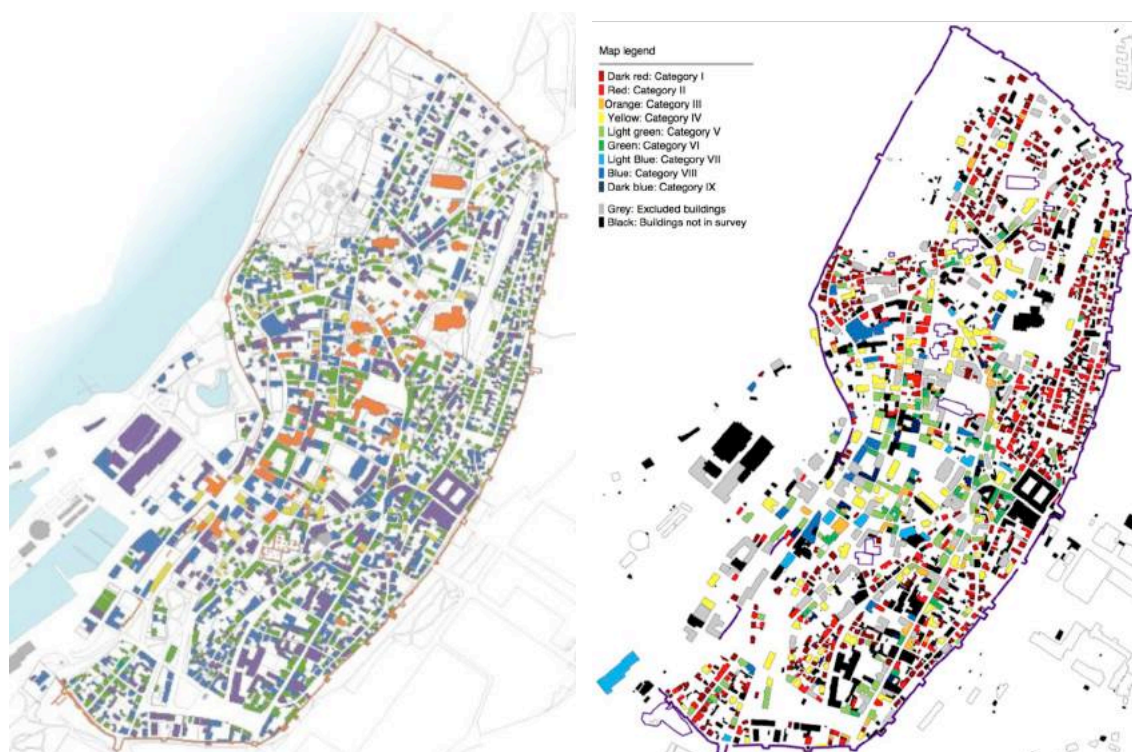 Map legend
Dark red: Category I
Red: Category II
Orange: Category III
Yellow: Category IV
Light green: Category V
Green: Category VI
Light Blue: Category VII
Blue: Category VIII
Dark blue: Category IX
Grey: Excluded buildings
Black: Buildings not in survey